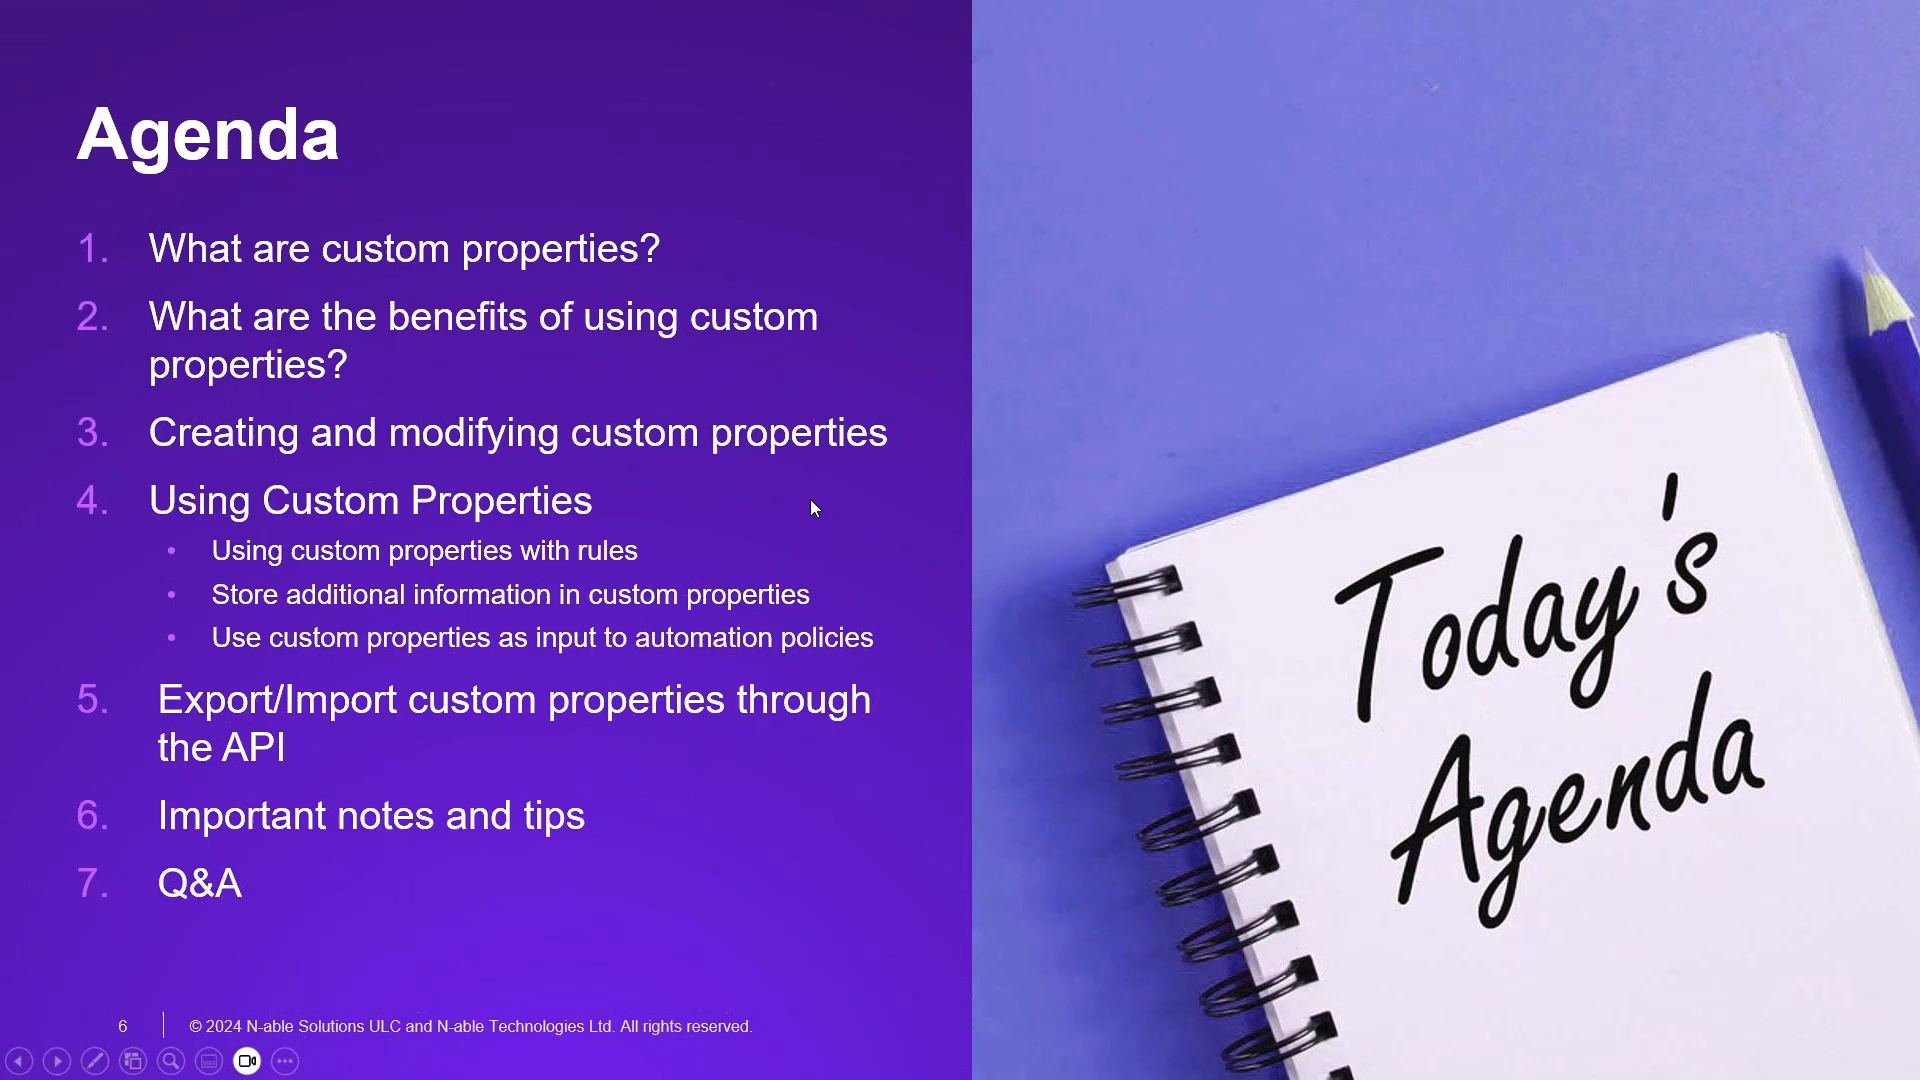 Agenda
1. What are custom properties?
2. What are the benefits of using custom
properties?
3. Creating and modifying custom properties
4. Using Custom Properties
• Using custom properties with rules
• Store additional information in custom properties
• Use custom properties as input to automation policies
5. Export/Import custom properties through
the API
6. Important notes and tips
7. Q&A
6 © 2024 N-able Solutions ULC and N-able Technologies Ltd. All rights reserved.
Today's
Agenda